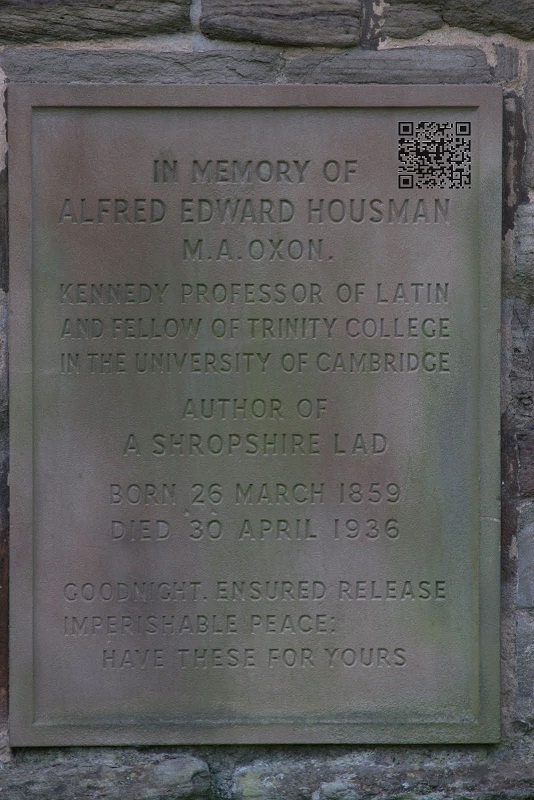 IN MEMORY OF
ALFRED EDWARD HOUSMAN
M.A. OXON.
KENNEDY PROFESSOR OF LATIN
AND FELLOW OF TRINITY COLLEGE
IN THE UNIVERSITY OF CAMBRIDGE
AUTHOR OF
A SHROPSHIRE LAD
BORN 26 MARCH 1859
DIED 30 APRIL 1936
GOODNIGHT. ENSURED RELEASE
IMPERISHABLE PEACE:
HAVE THESE FOR YOURS